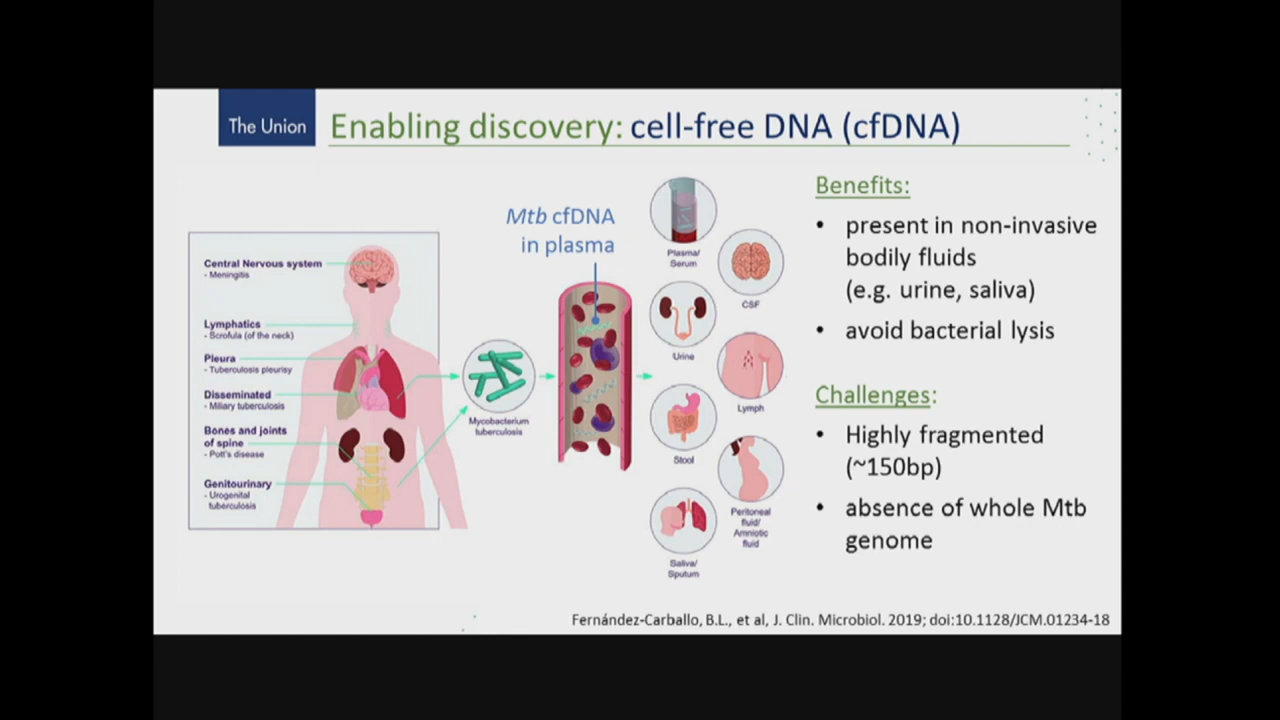 The Union
Enabling discovery: cell-free DNA (cfDNA)
Central Nervous system
- Meningitis
Lymphatics
- Scrofula (of the neck)
Pleura
- Tuberculosis pleurisy
Disseminated
- Miliary tuberculosis
Bones and joints
of spine
- Pott's disease
Genitourinary
- Urogenital
tuberculosis
Mycobacterium
tuberculosis
Mtb cfDNA
in plasma
Plasma/
Serum
CSF
Urine
Lymph
Stool
Peritoneal
fluid/
Amniotic
fluid
Saliva/
Sputum
Benefits:
• present in non-invasive
bodily fluids
(e.g. urine, saliva)
• avoid bacterial lysis
Challenges:
• Highly fragmented
(~150bp)
• absence of whole Mtb
genome
Fernández-Carballo, B.L., et al, J. Clin. Microbiol. 2019; doi:10.1128/JCM.01234-18